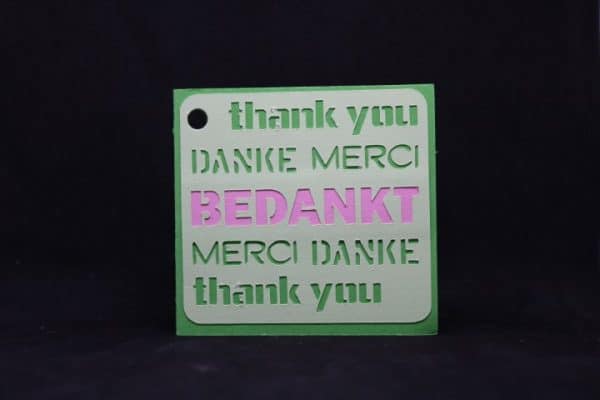 thank you
DANKE MERCI
BEDANKT
MERCI DANKE
thank you